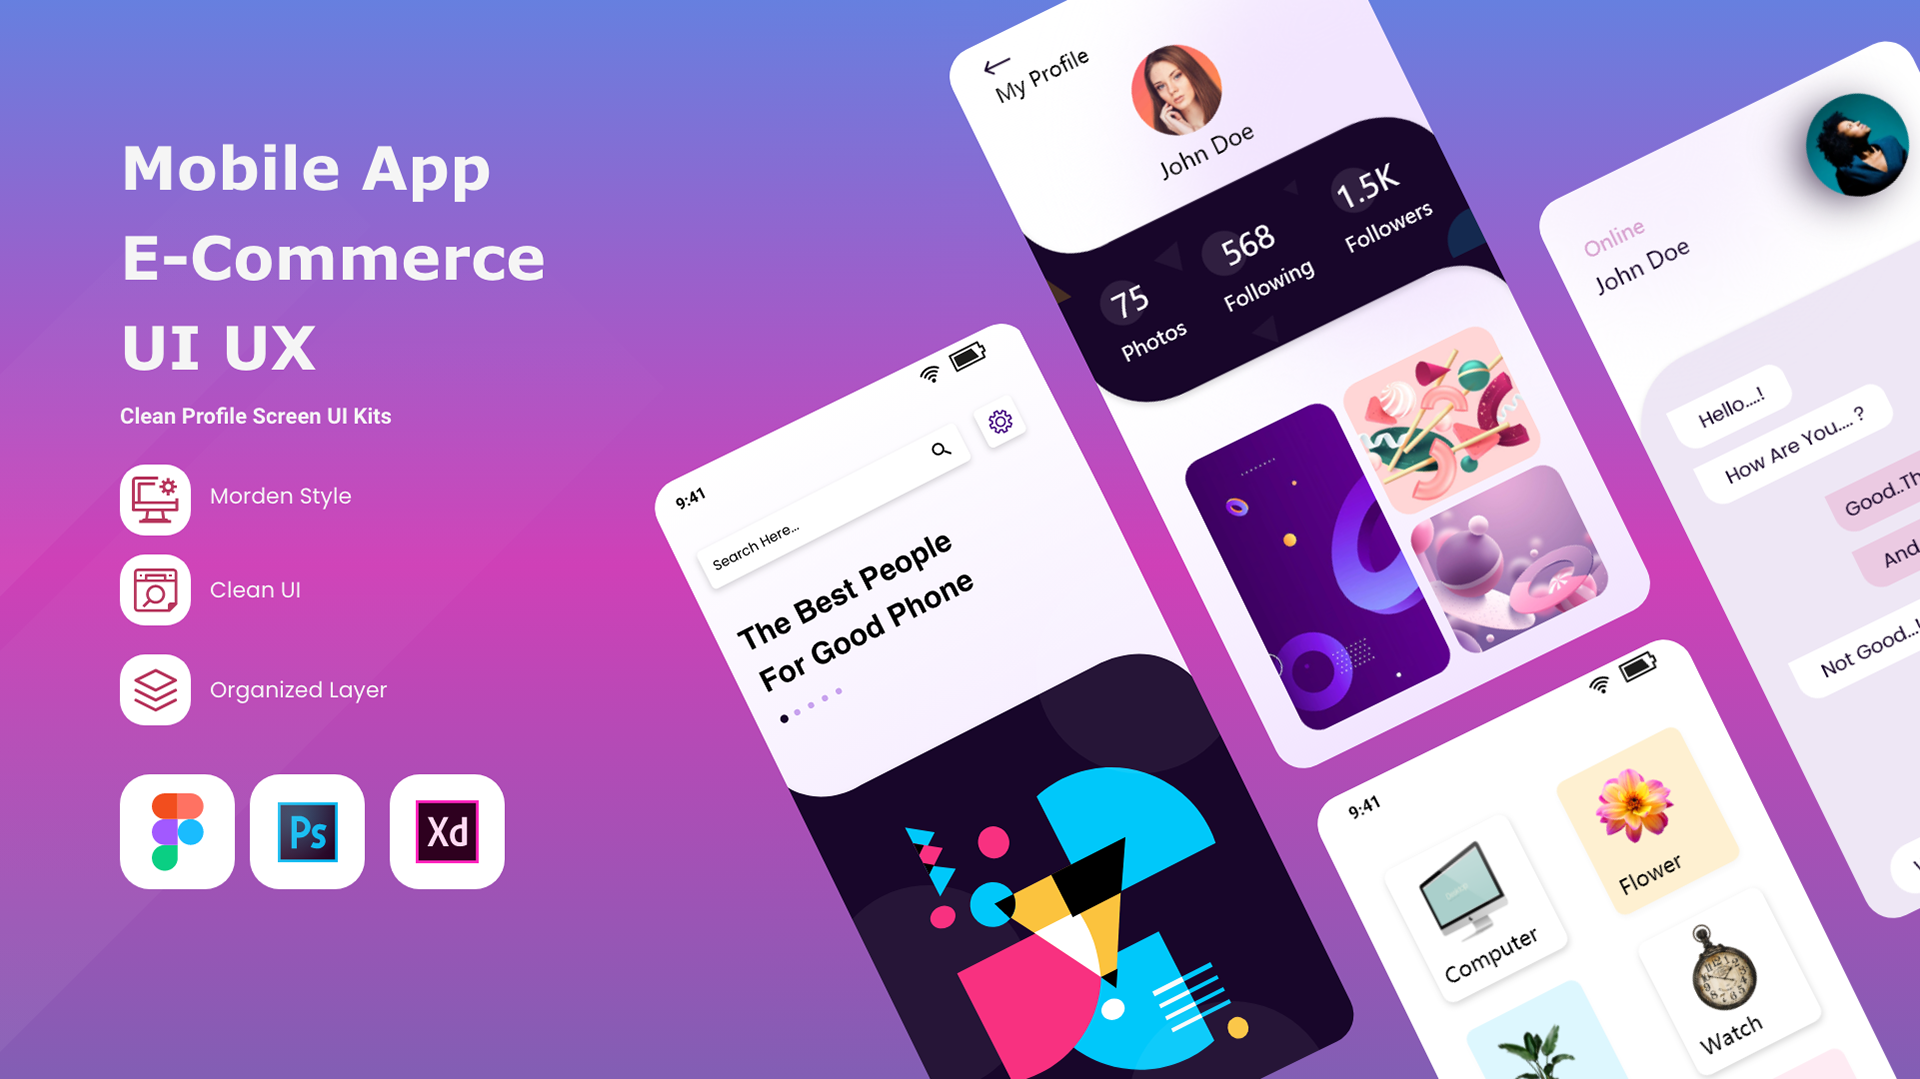 Mobile App
E-Commerce
UI UX
Clean Profile Screen UI Kits
Morden Style
Clean UI
Organized Layer
Ps
Xd
9:41
Search Here...
The Best People
For Good Phone
My Profile
John Doe
75
Photos
568
Following
1.5K
Followers
Online
John Doe
Hello....!
How Are You....?
Good..Th
And
Not Good..!
9:41
Computer
Flower
Watch